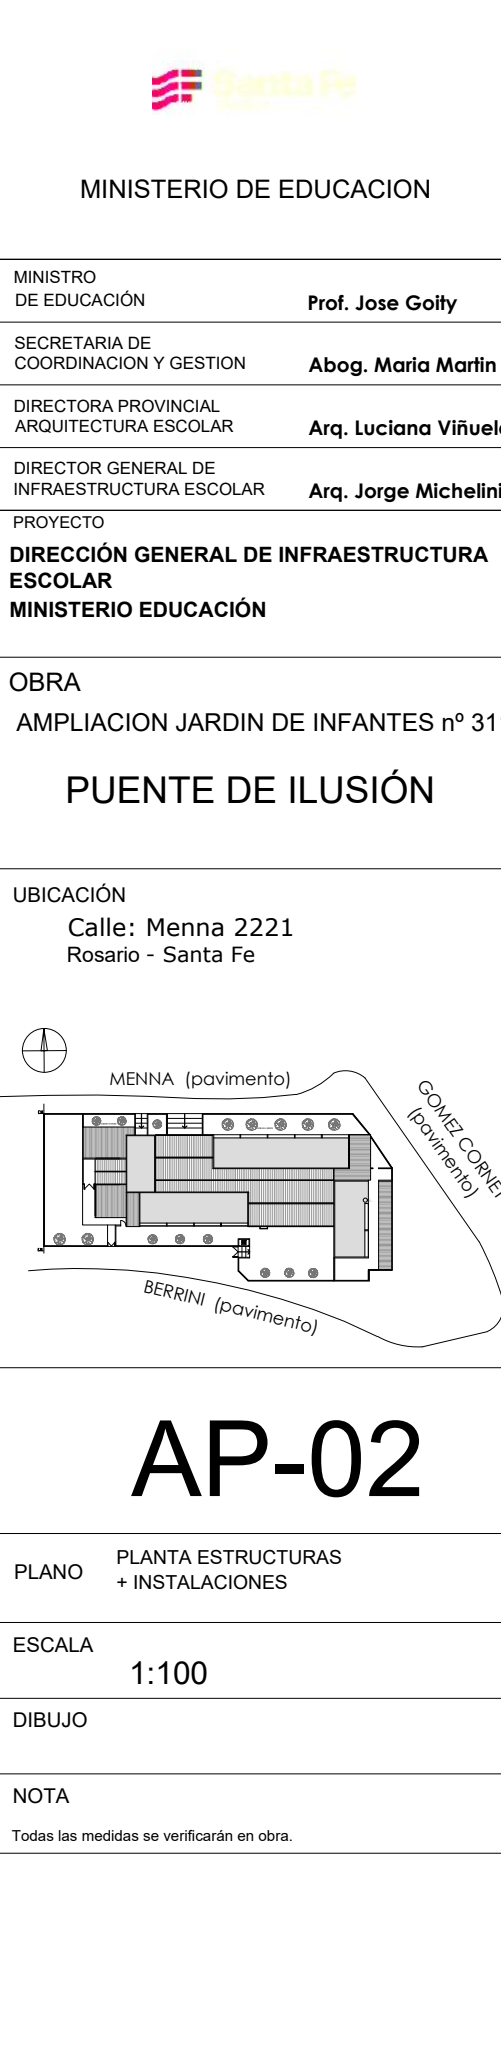 Santa Fe
MINISTERIO DE EDUCACION
MINISTRO
DE EDUCACIÓN
Prof. Jose Goity
SECRETARIA DE
COORDINACION Y GESTION
Abog. Maria Martin
DIRECTORA PROVINCIAL
ARQUITECTURA ESCOLAR
Arq. Luciana
DIRECTOR GENERAL DE
INFRAESTRUCTURA ESCOLAR
Arq. Jorge Michelini
PROYECTO
DIRECCIÓN GENERAL DE INFRAESTRUCTURA
ESCOLAR
MINISTERIO EDUCACIÓN
OBRA
AMPLIACION JARDIN DE INFANTES nº
PUENTE DE ILUSIÓN
UBICACIÓN
Calle: Menna 2221
Rosario - Santa Fe
MENNA (pavimento)
GOMEZ
(pavimento)
BERRINI (pavimento)
AP-02
PLANO
PLANTA ESTRUCTURAS
+ INSTALACIONES
ESCALA
1:100
DIBUJO
NOTA
Todas las medidas se verificarán en obra.